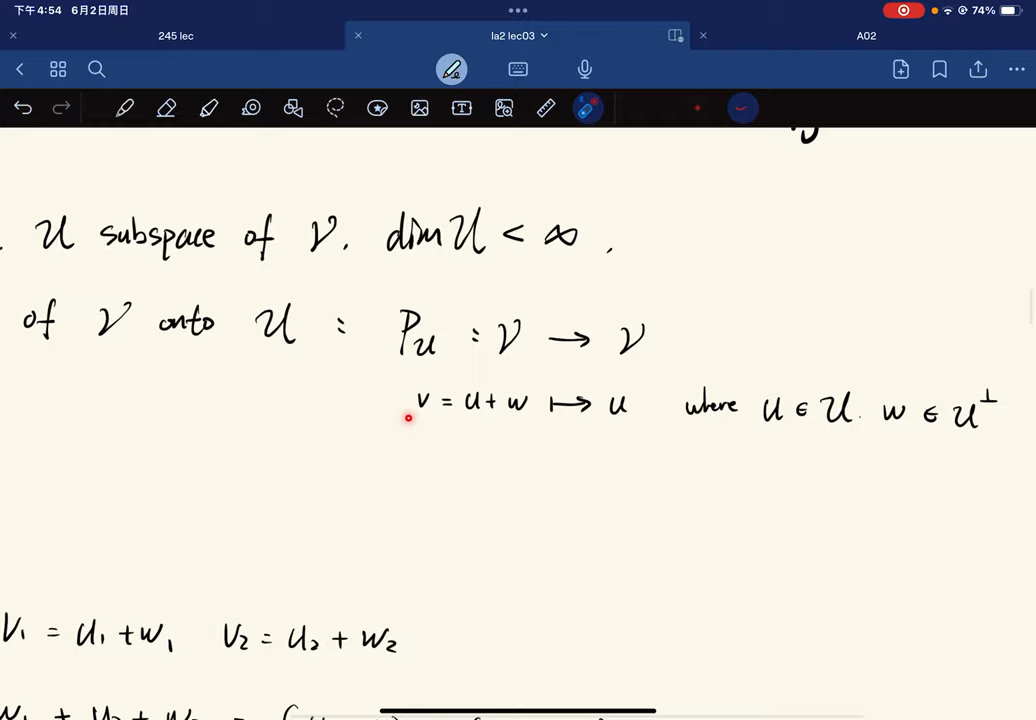 下午4:54 6月2日周日 74%
245 lec la2 lec03 A02
. U subspace of V. dim U < ∞ .
of V onto U : P_U : V → V
v = u + w ↦ u where u ∈ U. w ∈ U^⊥
V₁ = u₁ + w₁ V₂ = u₂ + w₂